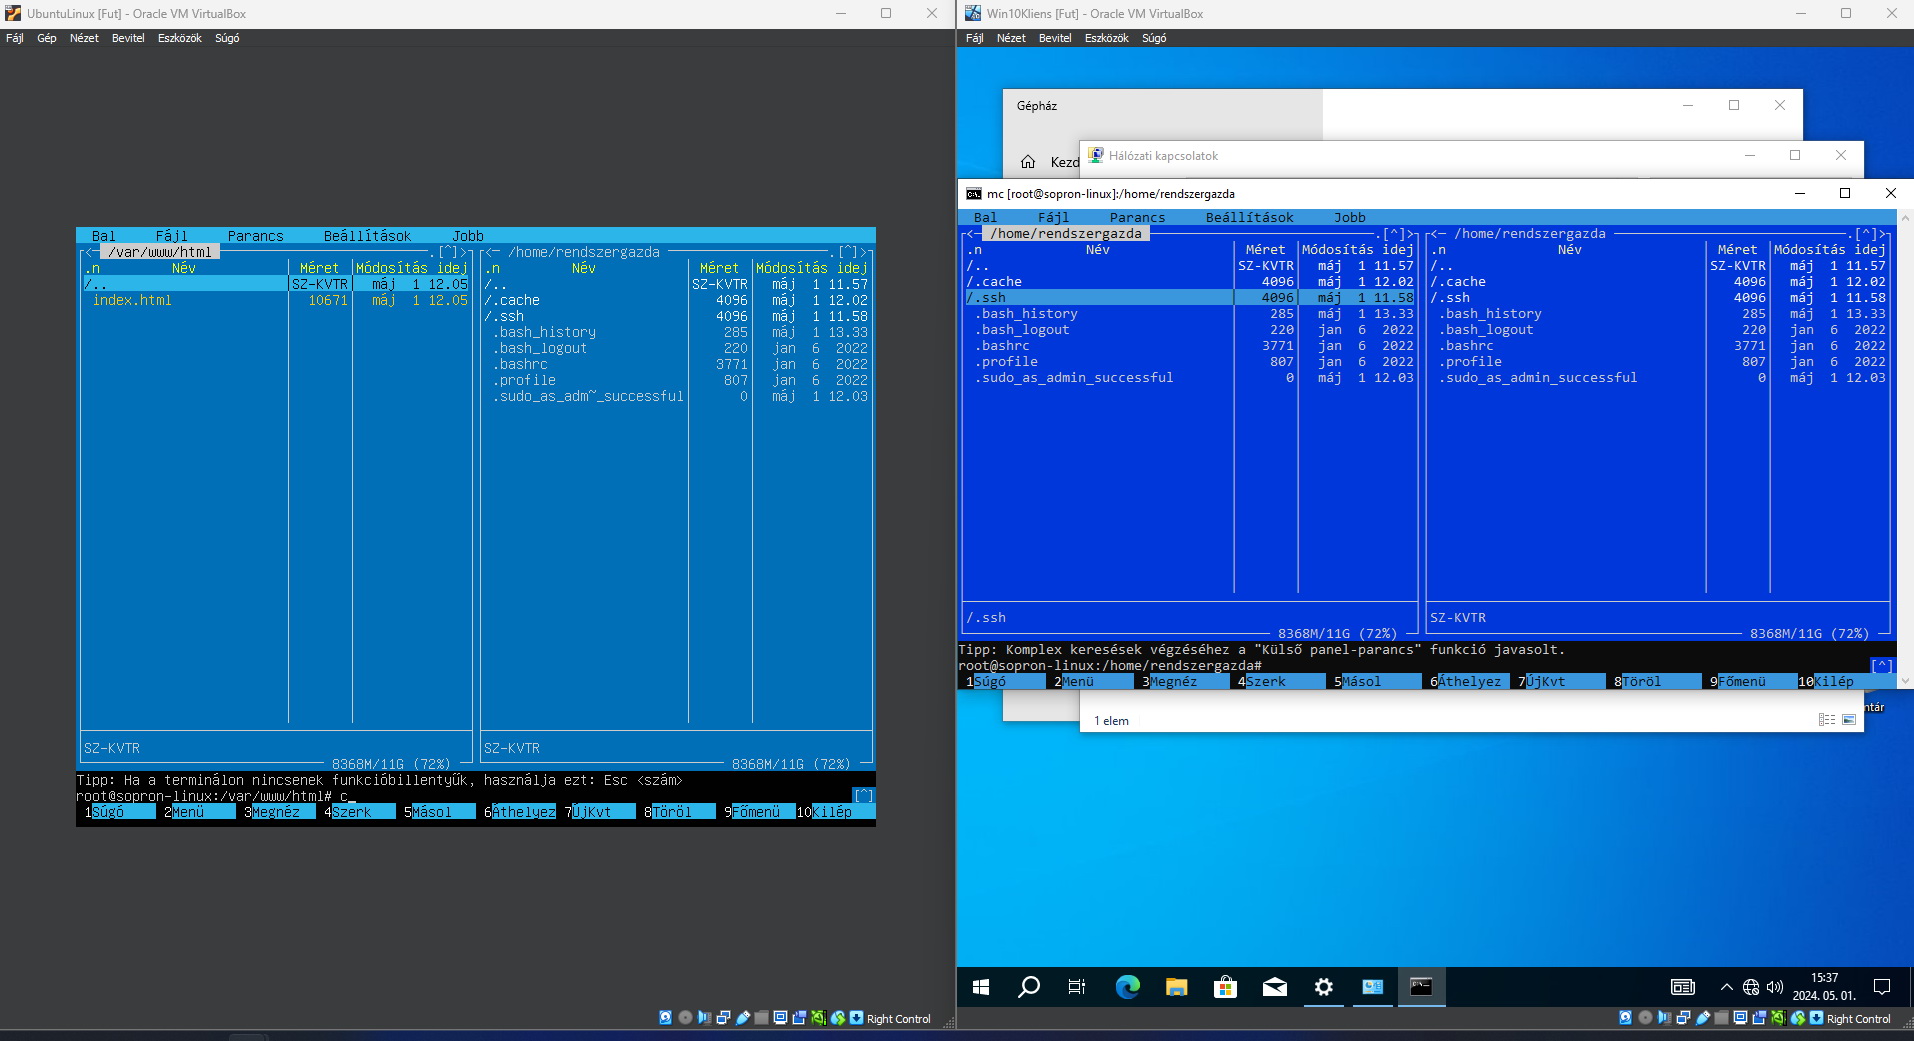 UbuntuLinux [Fut] - Oracle VM VirtualBox
Fájl Gép Nézet Bevitel Eszközök Súgó
Bal Fájl Parancs Beállítások Jobb
<─ /var/www/html .[^]>
.n Név Méret Módosítás idej
/.. SZ-KVTR máj 1 12.05
index.html 10671 máj 1 12.05
SZ-KVTR
8368M/11G (72%)
<─ /home/rendszergazda .[^]>
.n Név Méret Módosítás idej
/.. SZ-KVTR máj 1 11.57
/.cache 4096 máj 1 12.02
/.ssh 4096 máj 1 11.58
.bash_history 285 máj 1 13.33
.bash_logout 220 jan 6 2022
.bashrc 3771 jan 6 2022
.profile 807 jan 6 2022
.sudo_as_adm~_successful 0 máj 1 12.03
SZ-KVTR
8368M/11G (72%)
Tipp: Ha a terminálon nincsenek funkcióbillentyűk, használja ezt: Esc <szám>
root@sopron-linux:/var/www/html# c_ [^]
1Súgó 2Menü 3Megnéz 4Szerk 5Másol 6Áthelyez 7ÚjKvt 8Töröl 9Főmenü 10Kilép
Right Control
Win10Kliens [Fut] - Oracle VM VirtualBox
Fájl Nézet Bevitel Eszközök Súgó
Gépház
Kezd
Hálózati kapcsolatok
mc [root@sopron-linux]:/home/rendszergazda
Bal Fájl Parancs Beállítások Jobb
<─ /home/rendszergazda .[^]>
.n Név Méret Módosítás idej
/.. SZ-KVTR máj 1 11.57
/.cache 4096 máj 1 12.02
/.ssh 4096 máj 1 11.58
.bash_history 285 máj 1 13.33
.bash_logout 220 jan 6 2022
.bashrc 3771 jan 6 2022
.profile 807 jan 6 2022
.sudo_as_admin_successful 0 máj 1 12.03
/.ssh
8368M/11G (72%)
<─ /home/rendszergazda .[^]>
.n Név Méret Módosítás idej
/.. SZ-KVTR máj 1 11.57
/.cache 4096 máj 1 12.02
/.ssh 4096 máj 1 11.58
.bash_history 285 máj 1 13.33
.bash_logout 220 jan 6 2022
.bashrc 3771 jan 6 2022
.profile 807 jan 6 2022
.sudo_as_admin_successful 0 máj 1 12.03
SZ-KVTR
8368M/11G (72%)
Tipp: Komplex keresések végzéséhez a "Külső panel-parancs" funkció javasolt.
root@sopron-linux:/home/rendszergazda# [^]
1Súgó 2Menü 3Megnéz 4Szerk 5Másol 6Áthelyez 7ÚjKvt 8Töröl 9Főmenü 10Kilép
ntár
1 elem
15:37
2024. 05. 01.
Right Control